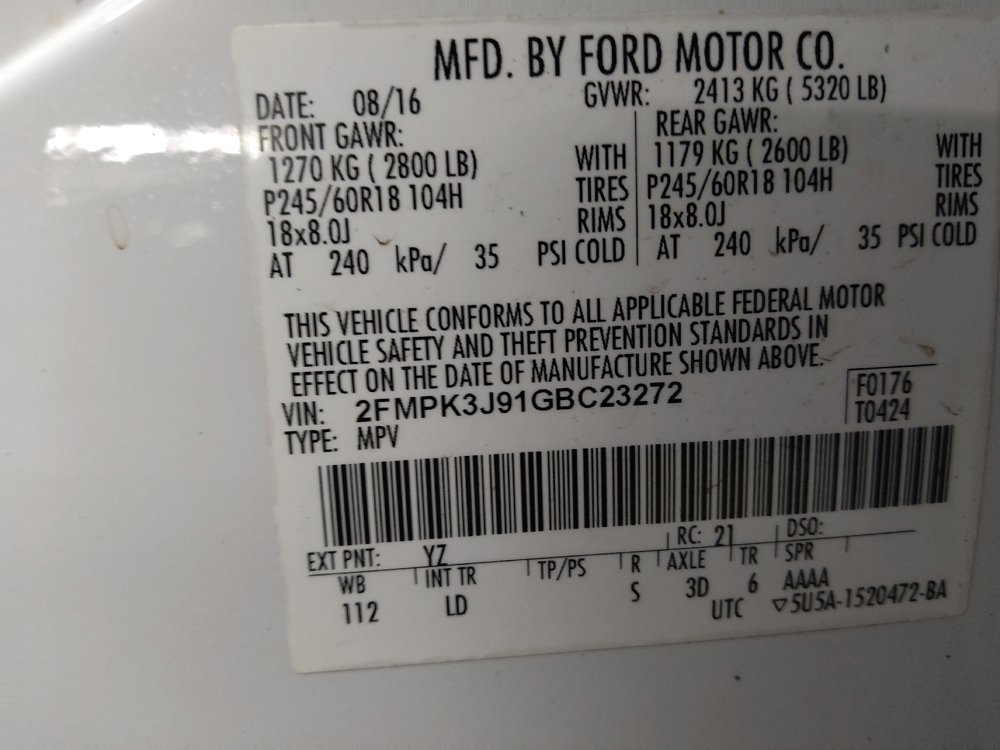 MFD. BY FORD MOTOR CO.
DATE: 08/16 GVWR: 2413 KG ( 5320 LB)
FRONT GAWR:
1270 KG ( 2800 LB) WITH
P245/60R18 104H TIRES
18x8.0J RIMS
AT 240 kPa/ 35 PSI COLD
REAR GAWR:
1179 KG ( 2600 LB) WITH
P245/60R18 104H TIRES
18x8.0J RIMS
AT 240 kPa/ 35 PSI COLD
THIS VEHICLE CONFORMS TO ALL APPLICABLE FEDERAL MOTOR
VEHICLE SAFETY AND THEFT PREVENTION STANDARDS IN
EFFECT ON THE DATE OF MANUFACTURE SHOWN ABOVE.
VIN: 2FMPK3J91GBC23272
TYPE: MPV
F0176
T0424
EXT PNT: YZ RC: 21 DSO:
WB INT TR TP/PS R AXLE TR SPR
112 LD S 3D 6 AAAA
UTC ▽5U5A-1520472-BA